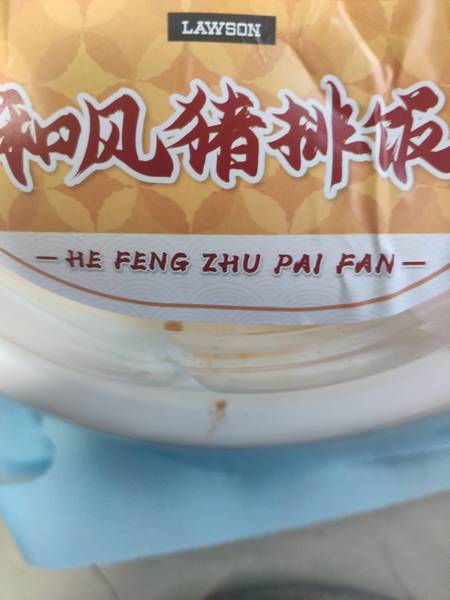 LAWSON
和风猪排饭
HE FENG ZHU PAI FAN